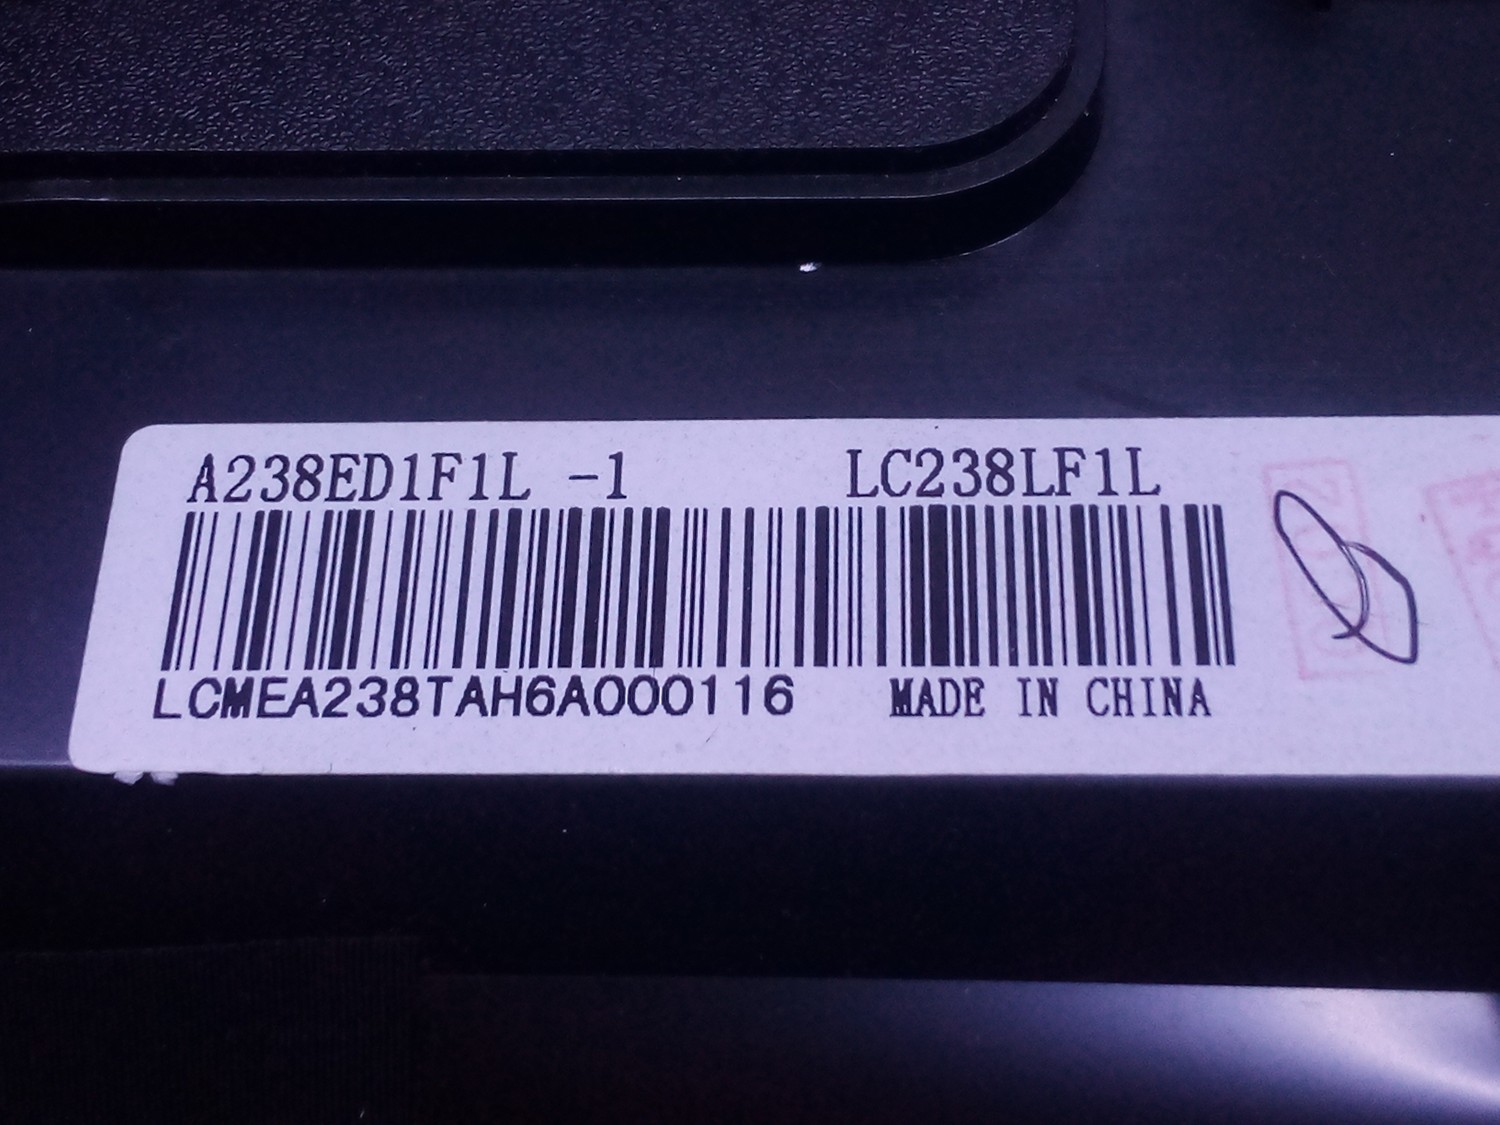 A238ED1F1L -1 LC238LF1L
LCMEA238TAH6A000116 MADE IN CHINA